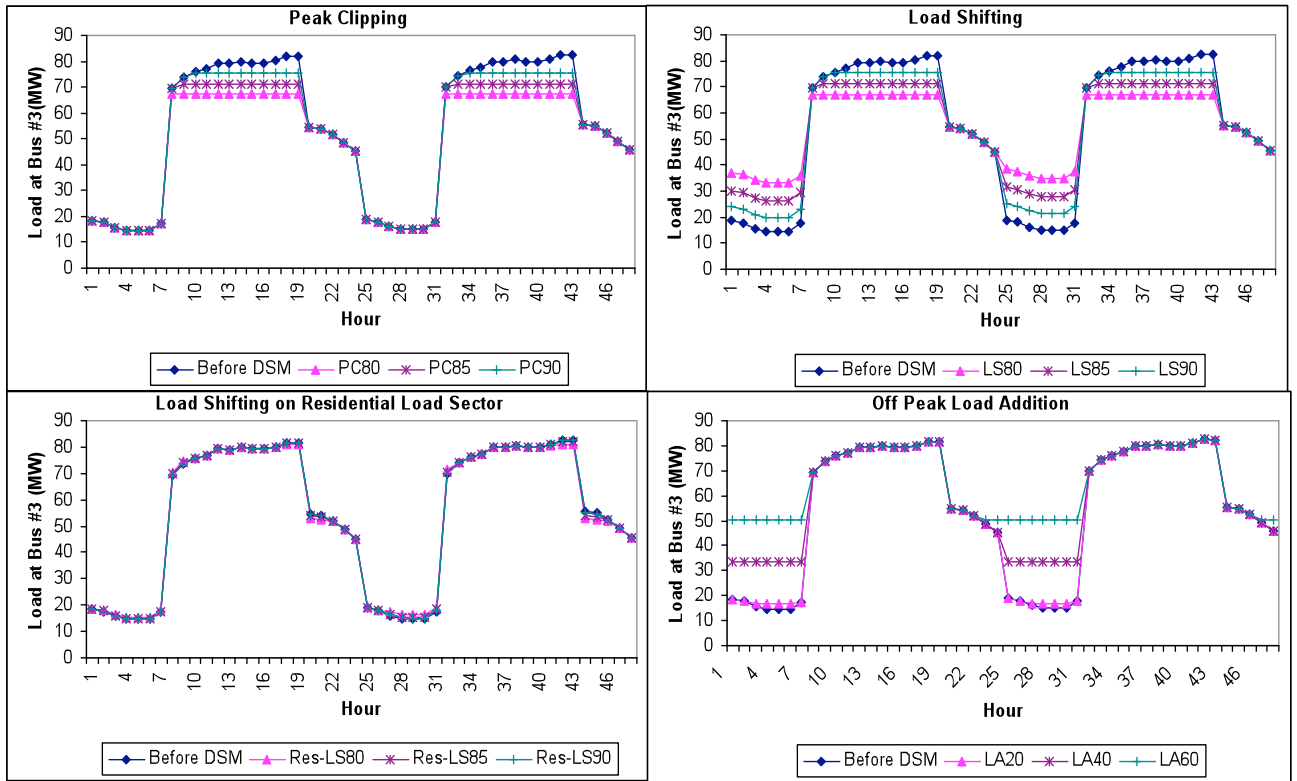 Peak Clipping
Load at Bus #3(MW)
90
80
70
60
50
40
30
20
10
0
1 4 7 10 13 16 19 22 25 28 31 34 37 40 43 46
Hour
Before DSM PC80 PC85 PC90
Load Shifting
Load at Bus #3(MW)
90
80
70
60
50
40
30
20
10
0
1 4 7 10 13 16 19 22 25 28 31 34 37 40 43 46
Hour
Before DSM LS80 LS85 LS90
Load Shifting on Residential Load Sector
Load at Bus #3 (MW)
90
80
70
60
50
40
30
20
10
0
1 4 7 10 13 16 19 22 25 28 31 34 37 40 43 46
Hour
Before DSM Res-LS80 Res-LS85 Res-LS90
Off Peak Load Addition
Load at Bus #3 (MW)
90
80
70
60
50
40
30
20
10
0
1 4 7 10 13 16 19 22 25 28 31 34 37 40 43 46
Hour
Before DSM LA20 LA40 LA60